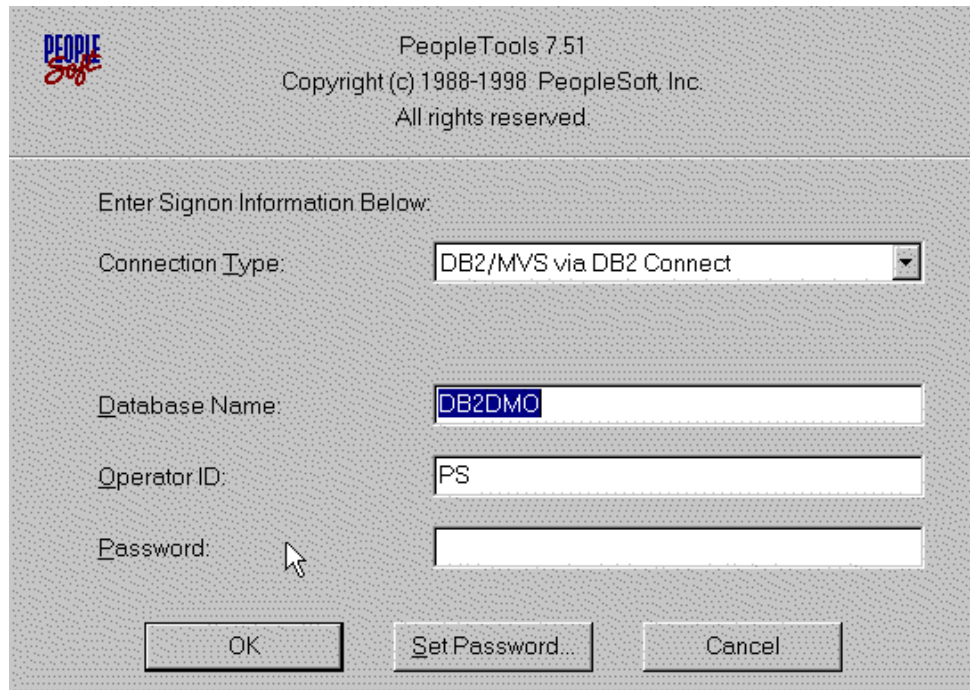 PEOPLE
Soft
PeopleTools 7.51
Copyright (c) 1988-1998 PeopleSoft, Inc.
All rights reserved.
Enter Signon Information Below:
Connection Type: DB2/MVS via DB2 Connect
Database Name: DB2DMO
Operator ID: PS
Password:
OK Set Password... Cancel